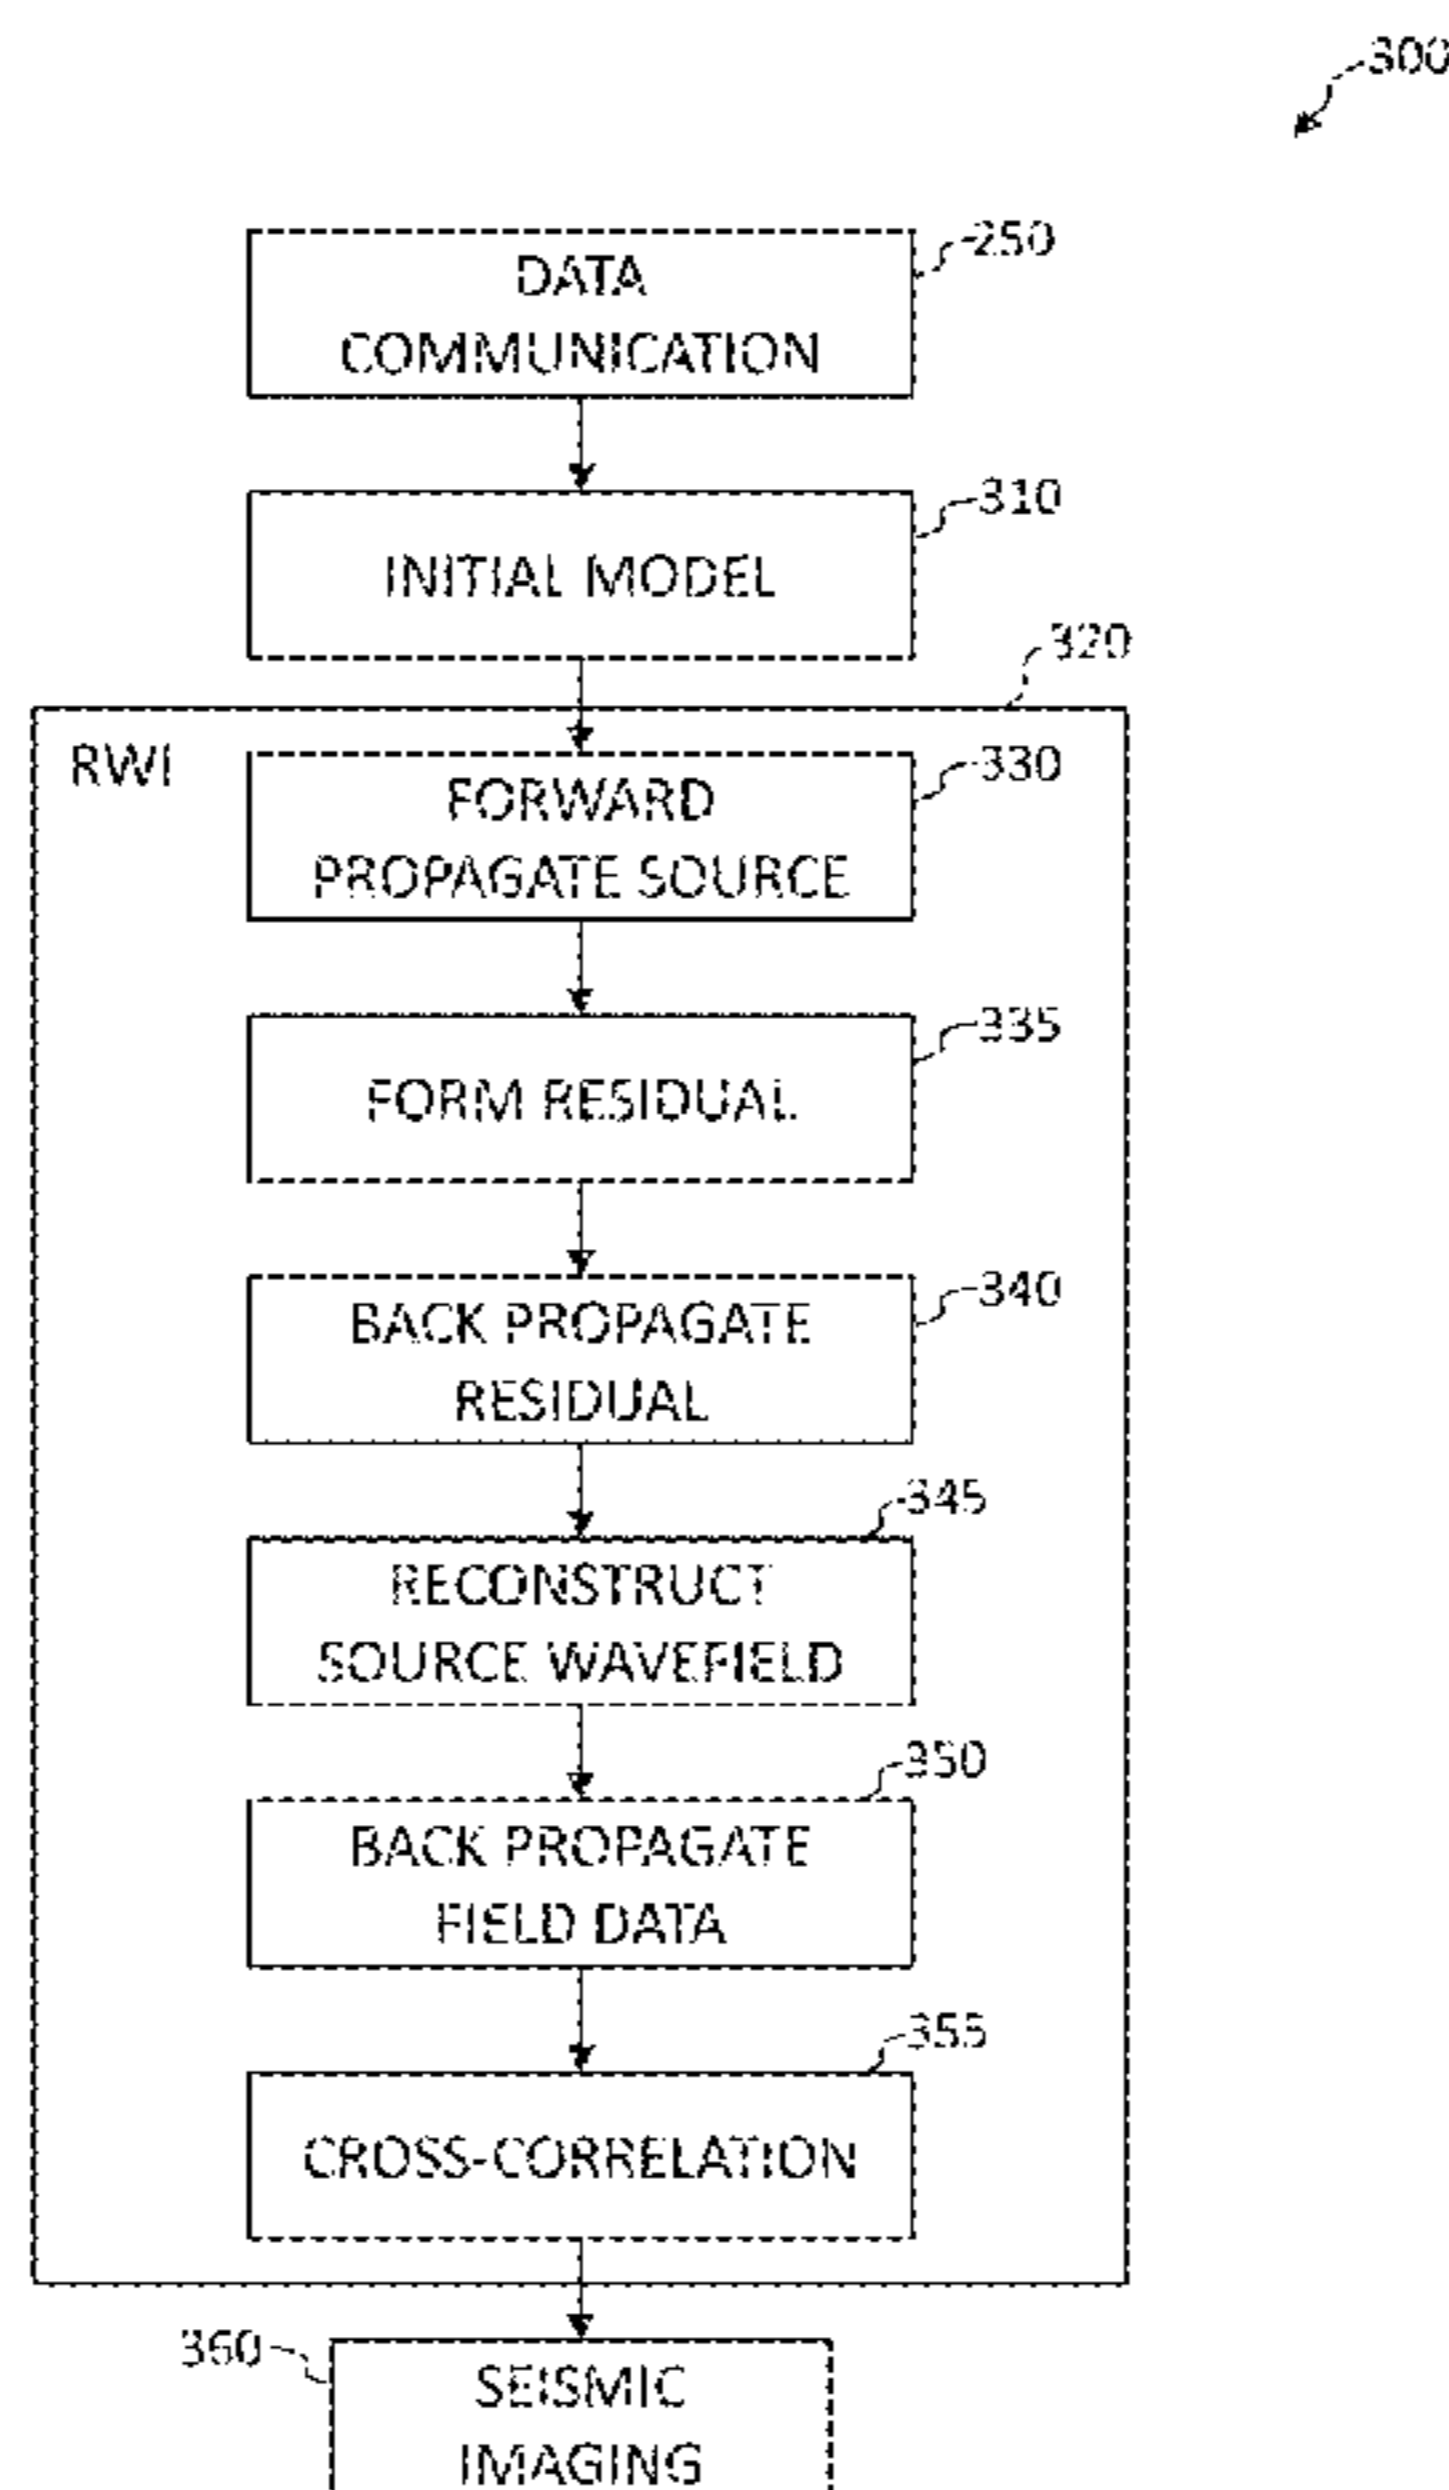 300
250
DATA
COMMUNICATION
310
INITIAL MODEL
320
RWI
330
FORWARD
PROPAGATE SOURCE
335
FORM RESIDUAL
340
BACK PROPAGATE
RESIDUAL
345
RECONSTRUCT
SOURCE WAVEFIELD
350
BACK PROPAGATE
FIELD DATA
355
CROSS-CORRELATION
360
SEISMIC
IMAGING